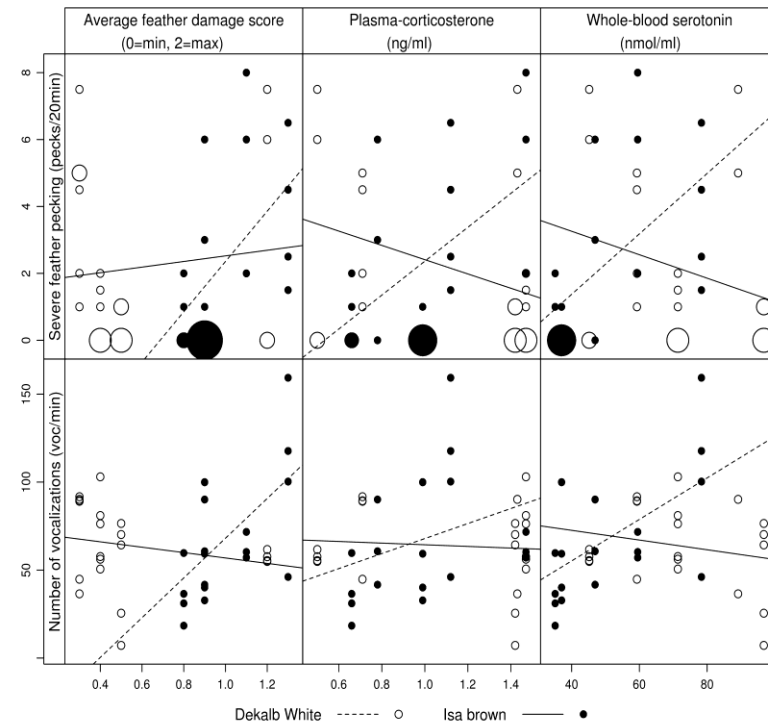 Average feather damage score
(0=min, 2=max)
Plasma-corticosterone
(ng/ml)
Whole-blood serotonin
(nmol/ml)
Severe feather pecking (pecks/20min)
8
6
4
2
0
Number of vocalizations (voc/min)
150
100
50
0.4 0.6 0.8 1.0 1.2
0.6 0.8 1.0 1.2 1.4
40 60 80
Dekalb White Isa brown